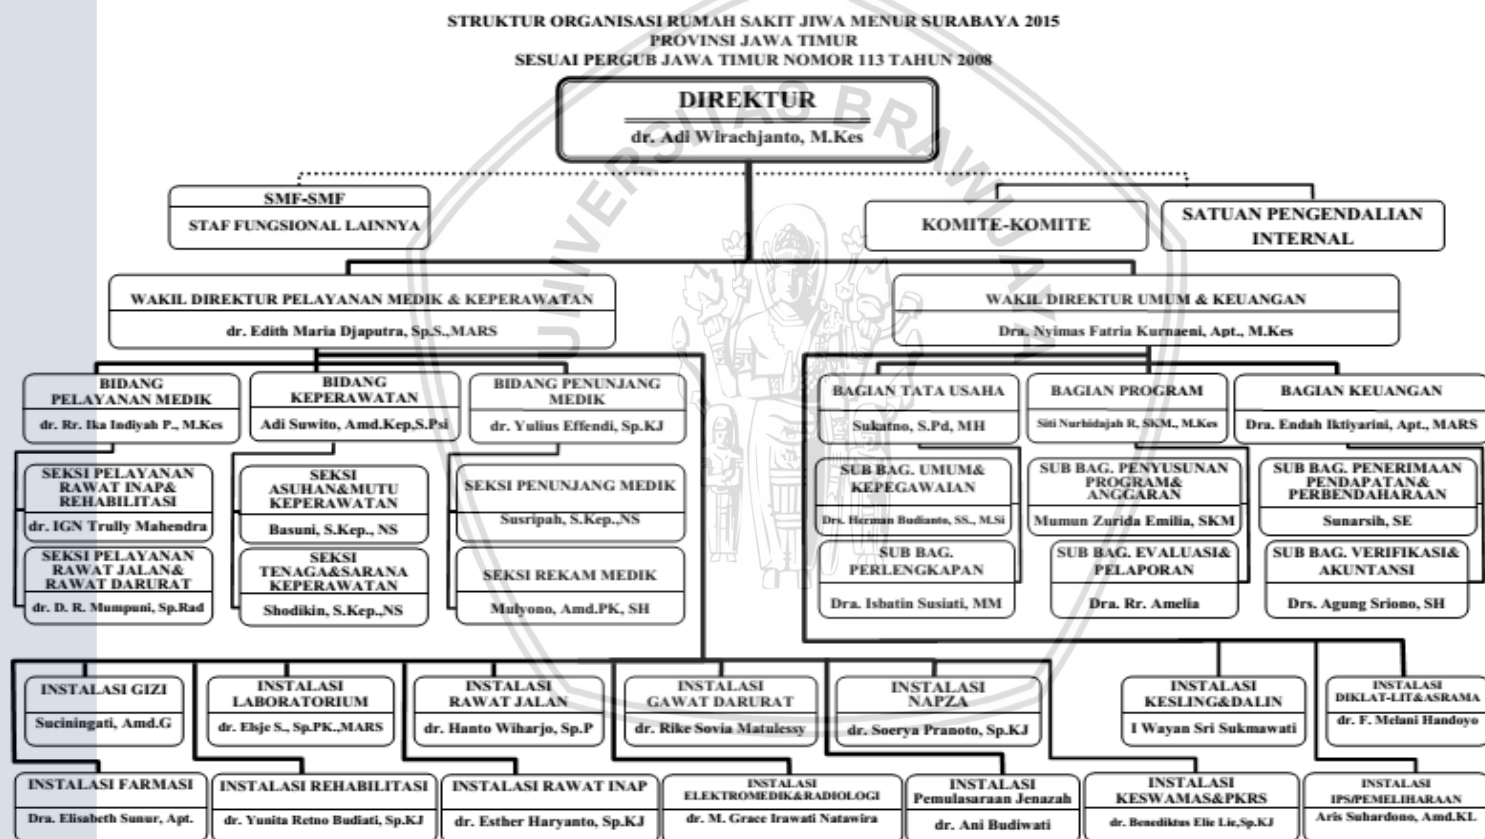 STRUKTUR ORGANISASI RUMAH SAKIT JIWA MENUR SURABAYA 2015
PROVINSI JAWA TIMUR
SESUAI PERGUB JAWA TIMUR NOMOR 113 TAHUN 2008
DIREKTUR
dr. Adi Wirachjanto, M.Kes
UNIVERSITAS BRAWIJAYA
SMF-SMF
STAF FUNGSIONAL LAINNYA
KOMITE-KOMITE
SATUAN PENGENDALIAN
INTERNAL
WAKIL DIREKTUR PELAYANAN MEDIK & KEPERAWATAN
dr. Edith Maria Djaputra, Sp.S.,MARS
WAKIL DIREKTUR UMUM & KEUANGAN
Dra. Nyimas Fatria Kurnaeni, Apt., M.Kes
BIDANG
PELAYANAN MEDIK
dr. Rr. Ika Indiyah P., M.Kes
BIDANG
KEPERAWATAN
Adi Suwito, Amd.Kep,S.Psi
BIDANG PENUNJANG
MEDIK
dr. Yulius Effendi, Sp.KJ
BAGIAN TATA USAHA
Sukatno, S.Pd, MH
BAGIAN PROGRAM
Siti Nurhidajah R, SKM., M.Kes
BAGIAN KEUANGAN
Dra. Endah Iktiyarini, Apt., MARS
SEKSI PELAYANAN
RAWAT INAP&
REHABILITASI
dr. IGN Trully Mahendra
SEKSI
ASUHAN&MUTU
KEPERAWATAN
Basuni, S.Kep., NS
SEKSI PENUNJANG MEDIK
Susripah, S.Kep.,NS
SUB BAG. UMUM&
KEPEGAWAIAN
Drs. Herman Budianto, SS., M.Si
SUB BAG. PENYUSUNAN
PROGRAM&
ANGGARAN
Mumun Zurida Emilia, SKM
SUB BAG. PENERIMAAN
PENDAPATAN&
PERBENDAHARAAN
Sunarsih, SE
SEKSI PELAYANAN
RAWAT JALAN&
RAWAT DARURAT
dr. D. R. Mumpuni, Sp.Rad
SEKSI
TENAGA&SARANA
KEPERAWATAN
Shodikin, S.Kep.,NS
SEKSI REKAM MEDIK
Mulyono, Amd.PK, SH
SUB BAG.
PERLENGKAPAN
Dra. Isbatin Susiati, MM
SUB BAG. EVALUASI&
PELAPORAN
Dra. Rr. Amelia
SUB BAG. VERIFIKASI&
AKUNTANSI
Drs. Agung Sriono, SH
INSTALASI GIZI
Suciningati, Amd.G
INSTALASI
LABORATORIUM
dr. Elsje S., Sp.PK.,MARS
INSTALASI
RAWAT JALAN
dr. Hanto Wiharjo, Sp.P
INSTALASI
GAWAT DARURAT
dr. Rike Sovia Matulessy
INSTALASI
NAPZA
dr. Soerya Pranoto, Sp.KJ
INSTALASI
KESLING&DALIN
I Wayan Sri Sukmawati
INSTALASI
DIKLAT-LIT&ASRAMA
dr. F. Melani Handoyo
INSTALASI FARMASI
Dra. Elisabeth Sunur, Apt.
INSTALASI REHABILITASI
dr. Yunita Retno Budiati, Sp.KJ
INSTALASI RAWAT INAP
dr. Esther Haryanto, Sp.KJ
INSTALASI
ELEKTROMEDIK&RADIOLOGI
dr. M. Grace Irawati Natawira
INSTALASI
Pemulasaraan Jenazah
dr. Ani Budiwati
INSTALASI
KESWAMAS&PKRS
dr. Benediktus Elie Lie,Sp.KJ
INSTALASI
IPS/PEMELIHARAAN
Aris Suhardono, Amd.KL